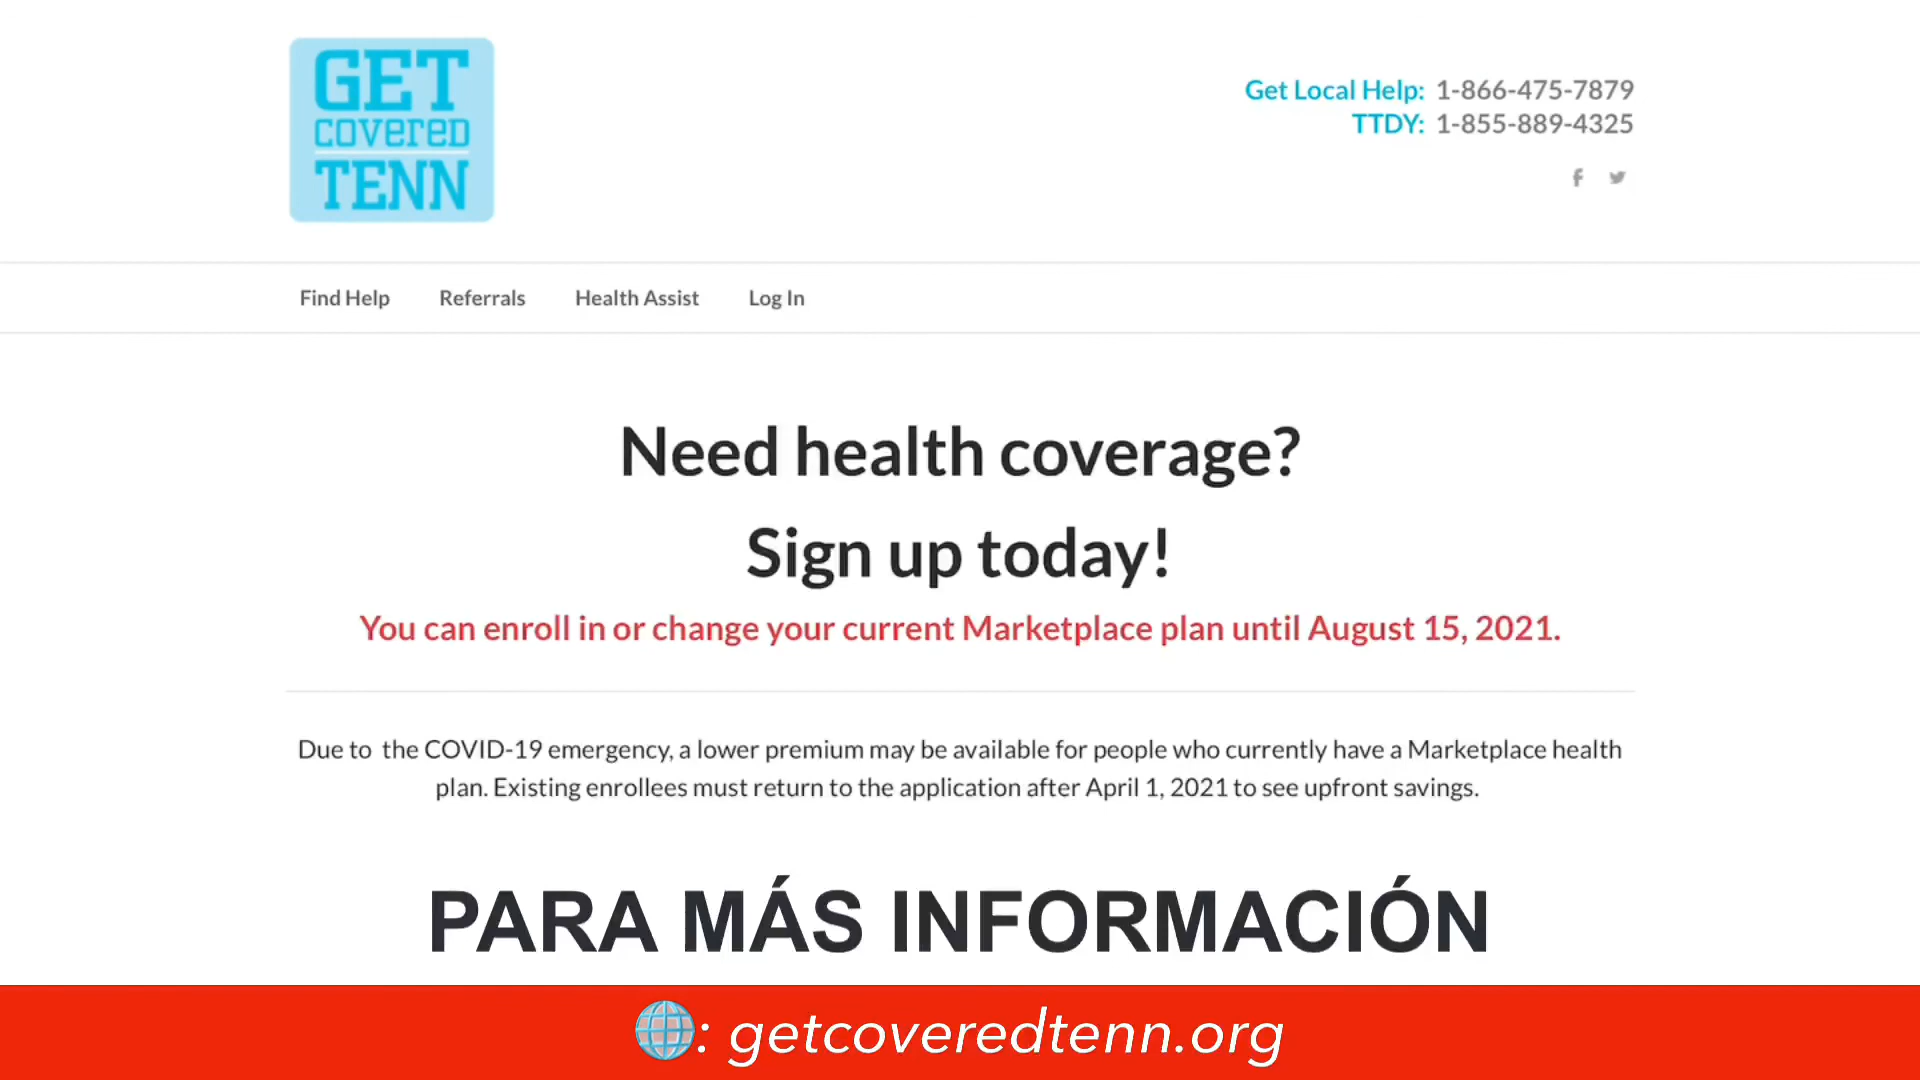 GET
covered
TENN
Get Local Help: 1-866-475-7879
TTDY: 1-855-889-4325
Find Help Referrals Health Assist Log In
Need health coverage?
Sign up today!
You can enroll in or change your current Marketplace plan until August 15, 2021.
Due to the COVID-19 emergency, a lower premium may be available for people who currently have a Marketplace health
plan. Existing enrollees must return to the application after April 1, 2021 to see upfront savings.
PARA MÁS INFORMACIÓN
: getcoveredtenn.org